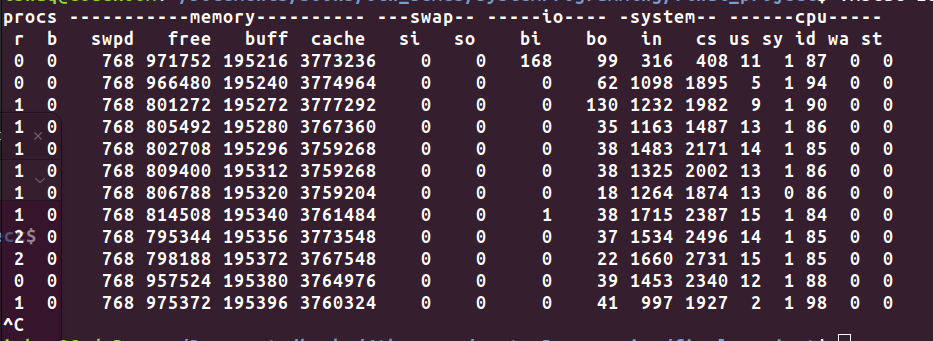 procs -----------memory---------- ---swap-- -----io---- -system-- ------cpu-----
 r  b   swpd   free   buff  cache   si   so    bi    bo   in   cs us sy id wa st
 0  0    768 971752 195216 3773236    0    0   168    99  316  408 11  1 87  0  0
 0  0    768 966480 195240 3774964    0    0     0    62 1098 1895  5  1 94  0  0
 1  0    768 801272 195272 3777292    0    0     0   130 1232 1982  9  1 90  0  0
 1  0    768 805492 195280 3767360    0    0     0    35 1163 1487 13  1 86  0  0
 1  0    768 802708 195296 3759268    0    0     0    38 1483 2171 14  1 85  0  0
 1  0    768 809400 195312 3759268    0    0     0    38 1325 2002 13  1 86  0  0
 1  0    768 806788 195320 3759204    0    0     0    18 1264 1874 13  0 86  0  0
 1  0    768 814508 195340 3761484    0    0     1    38 1715 2387 15  1 84  0  0
 2  0    768 795344 195356 3773548    0    0     0    37 1534 2496 14  1 85  0  0
 2  0    768 798188 195372 3767548    0    0     0    22 1660 2731 15  1 85  0  0
 0  0    768 957524 195380 3764976    0    0     0    39 1453 2340 12  1 88  0  0
 1  0    768 975372 195396 3760324    0    0     0    41  997 1927  2  1 98  0  0
^C